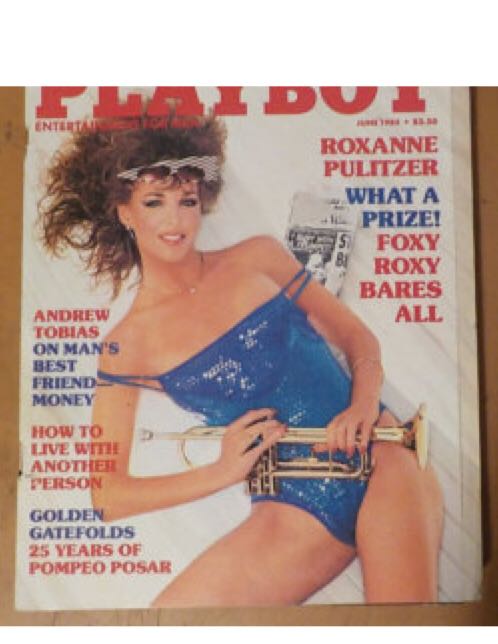 PLAYBOY
ENTERTAINMENT FOR MEN
JUNE 1985 • $3.50
ROXANNE
PULITZER
WHAT A
PRIZE!
FOXY
ROXY
BARES
ALL
ANDREW
TOBIAS
ON MAN'S
BEST
FRIEND—
MONEY
HOW TO
LIVE WITH
ANOTHER
PERSON
GOLDEN
GATEFOLDS
25 YEARS OF
POMPEO POSAR